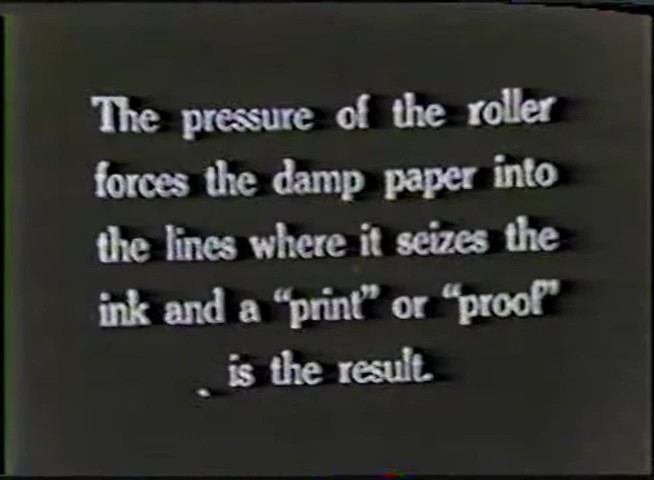 The pressure of the roller
forces the damp paper into
the lines where it seizes the
ink and a “print” or “proof”
is the result.